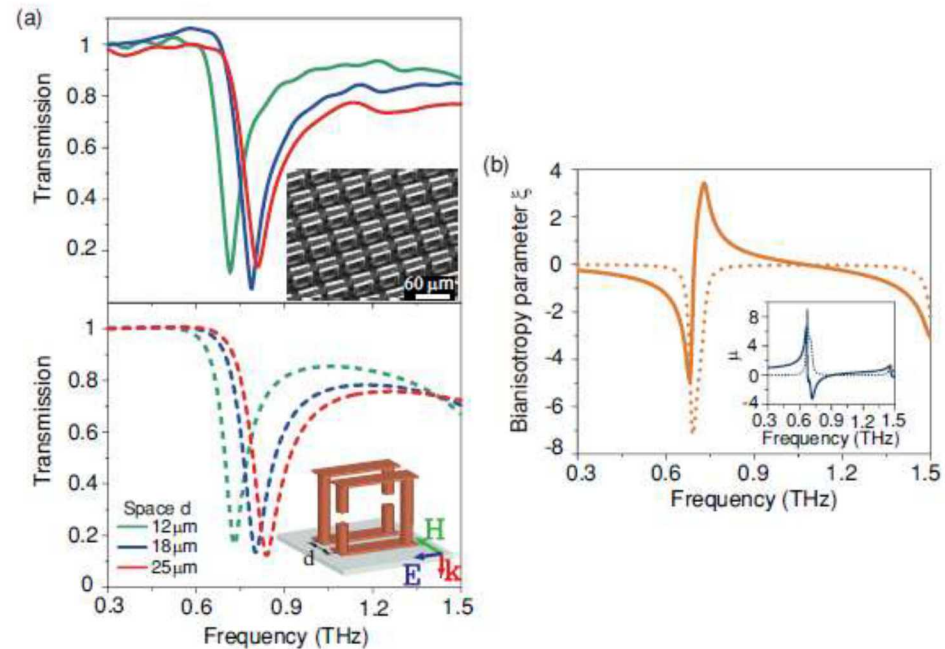 (a)
Transmission
1
0.8
0.6
0.4
0.2
60 μm
Transmission
1
0.8
0.6
0.4
0.2
0
Space d
12μm
18μm
25μm
d
H
E
k
0.3 0.6 0.9 1.2 1.5
Frequency (THz)
(b)
Bianisotropy parameter ξ
4
2
0
-2
-4
-6
-8
μ
8
4
0
-4
0.3 0.6 0.9 1.2 1.5
Frequency (THz)
0.3 0.6 0.9 1.2 1.5
Frequency (THz)